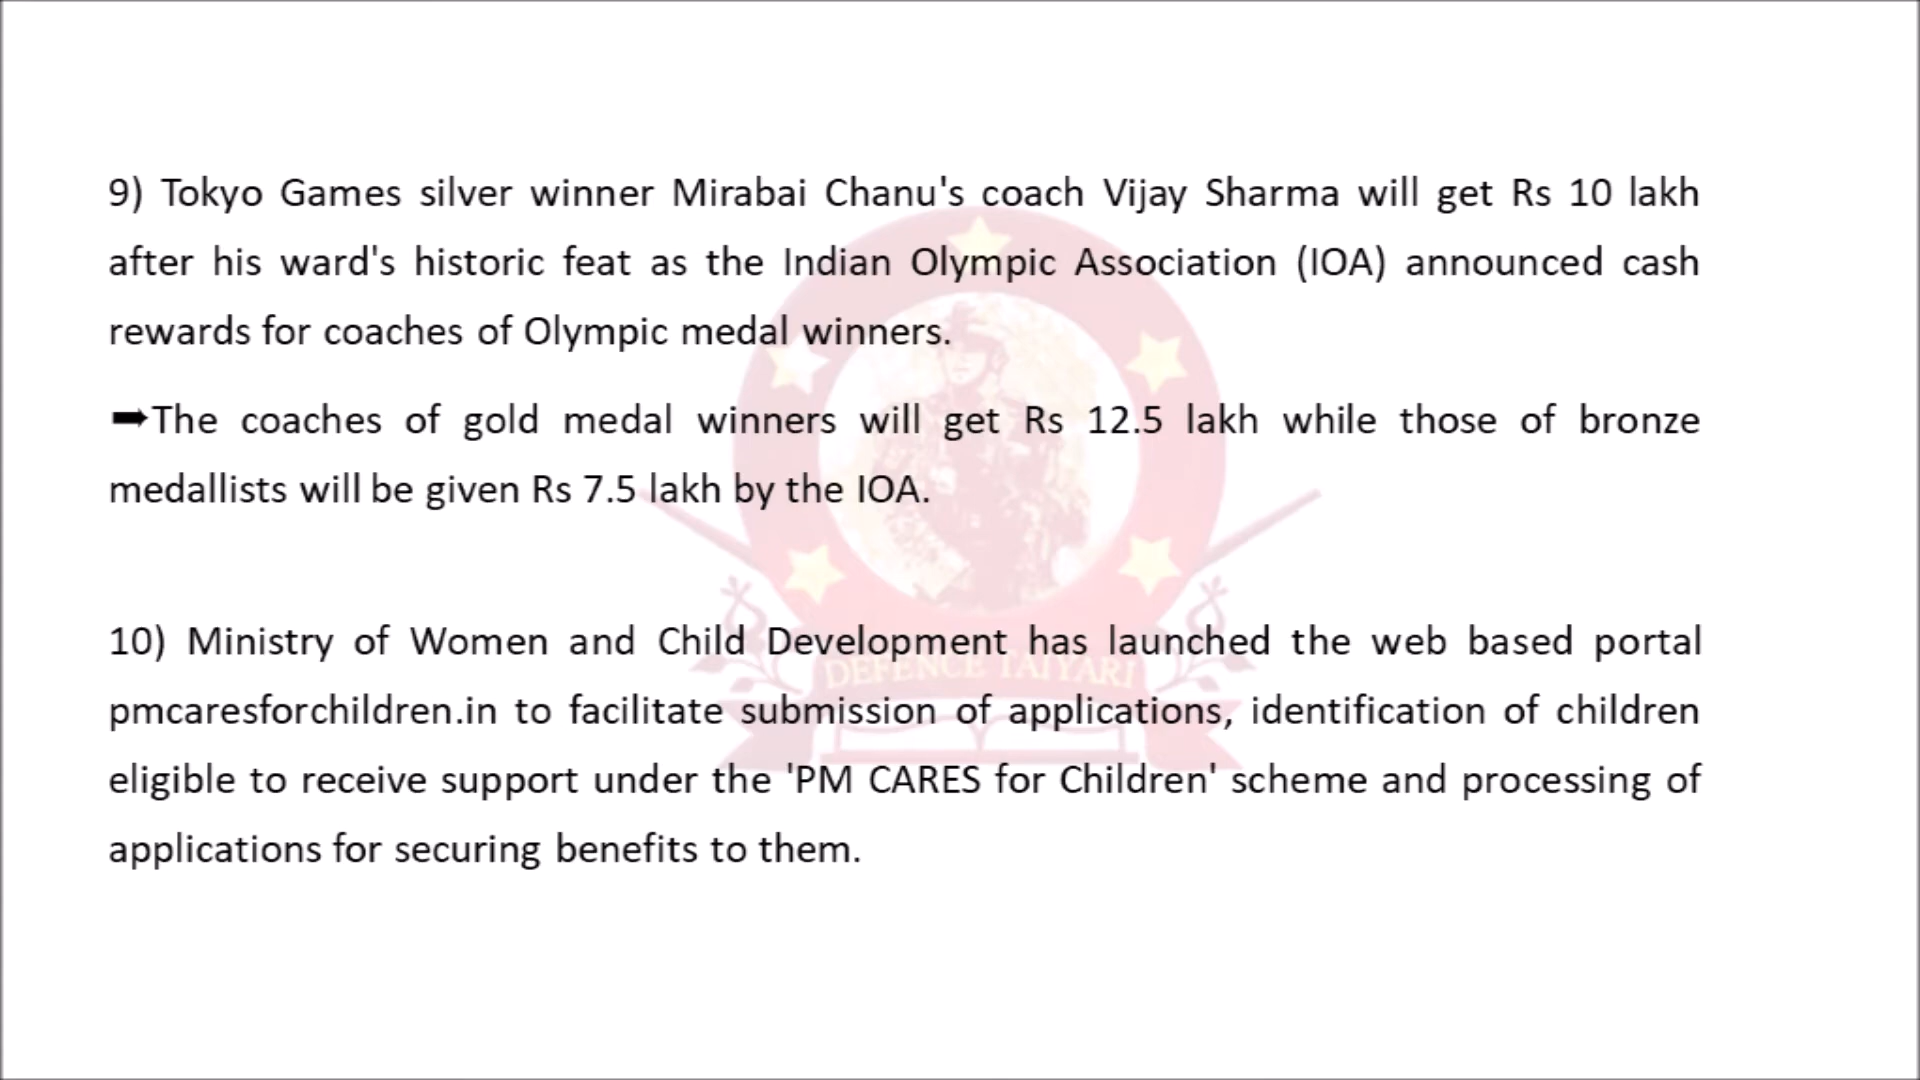 9) Tokyo Games silver winner Mirabai Chanu's coach Vijay Sharma will get Rs 10 lakh
after his ward's historic feat as the Indian Olympic Association (IOA) announced cash
rewards for coaches of Olympic medal winners.
➡The coaches of gold medal winners will get Rs 12.5 lakh while those of bronze
medallists will be given Rs 7.5 lakh by the IOA.
10) Ministry of Women and Child Development has launched the web based portal
DEFENCE TAIYARI
pmcaresforchildren.in to facilitate submission of applications, identification of children
eligible to receive support under the 'PM CARES for Children' scheme and processing of
applications for securing benefits to them.